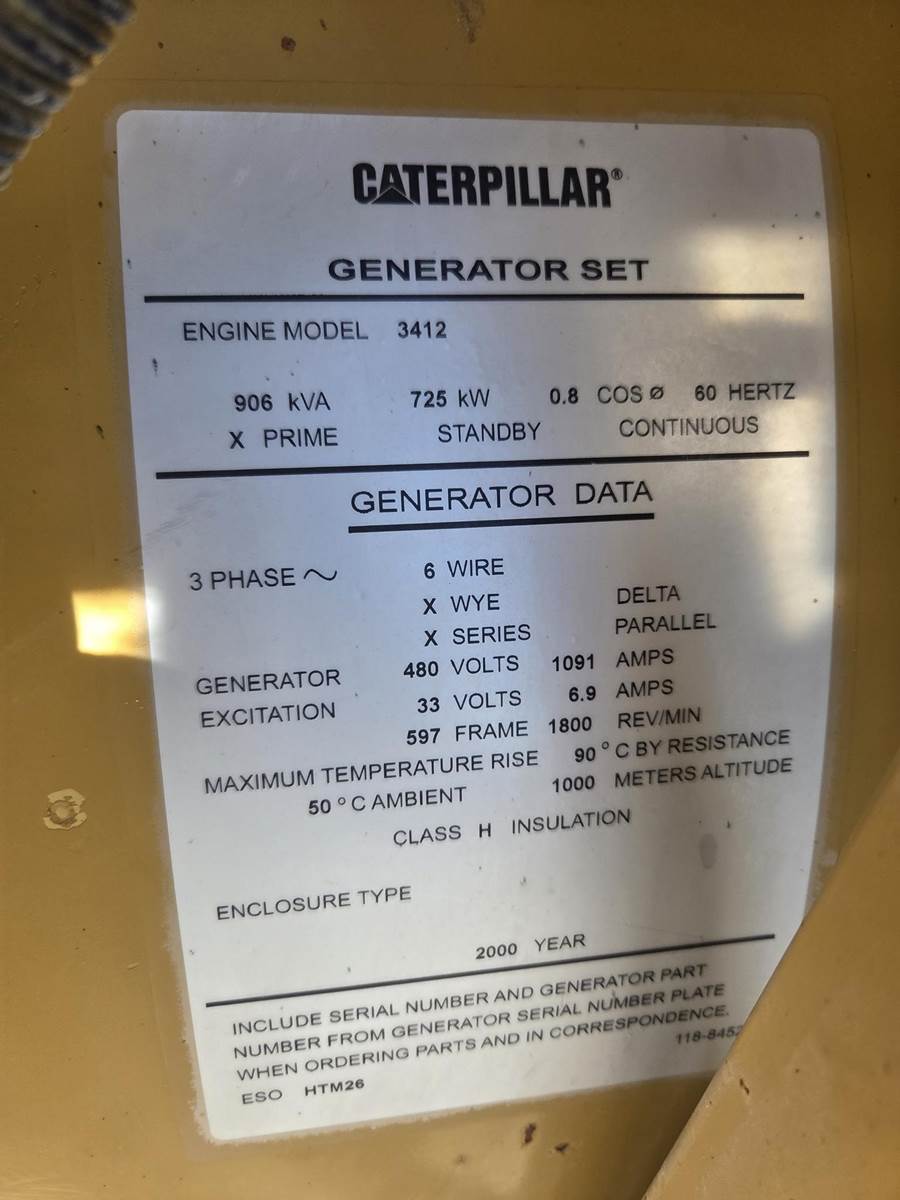 CATERPILLAR®
GENERATOR SET
ENGINE MODEL 3412
906 kVA 725 kW 0.8 COS Ø 60 HERTZ
X PRIME STANDBY CONTINUOUS
GENERATOR DATA
3 PHASE ~ 6 WIRE
X WYE DELTA
X SERIES PARALLEL
GENERATOR 480 VOLTS 1091 AMPS
EXCITATION 33 VOLTS 6.9 AMPS
597 FRAME 1800 REV/MIN
MAXIMUM TEMPERATURE RISE 90 °C BY RESISTANCE
50 °C AMBIENT 1000 METERS ALTITUDE
CLASS H INSULATION
ENCLOSURE TYPE
2000 YEAR
INCLUDE SERIAL NUMBER AND GENERATOR PART
NUMBER FROM GENERATOR SERIAL NUMBER PLATE
WHEN ORDERING PARTS AND IN CORRESPONDENCE.
118-8452
ESO HTM26